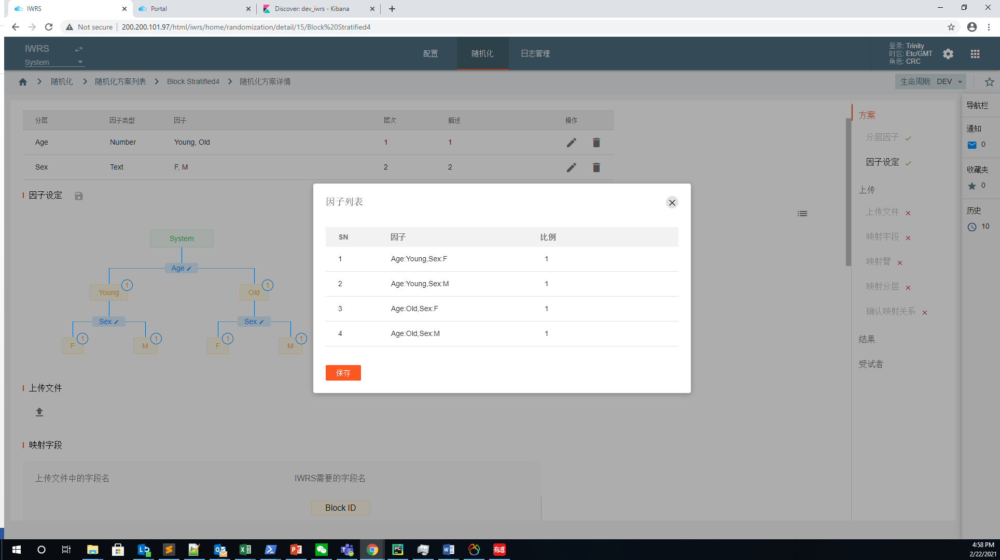 IWRS
Portal
Discover: dev_iwrs - Kibana
Not secure
200.200.101.97/html/iwrs/home/randomization/detail/15/Block%20Stratified4
IWRS
System
配置
随机化
日志管理
登录: Trinity
时区: Etc/GMT
角色: CRC
随机化
随机化方案列表
Block Stratified4
随机化方案详情
生命周期: DEV
分层 因子类型 因子 层次 描述 操作
Age Number Young, Old 1 1
Sex Text F, M 2 2
因子设定
System
Age
Young 1
Old 1
Sex
Sex
F 1
M 1
F 1
M 1
上传文件
映射字段
上传文件中的字段名
IWRS需要的字段名
Block ID
因子列表
SN 因子 比例
1 Age:Young,Sex:F 1
2 Age:Young,Sex:M 1
3 Age:Old,Sex:F 1
4 Age:Old,Sex:M 1
保存
方案
分层因子
因子设定
上传
上传文件
映射字段
映射臂
映射分层
确认映射关系
结果
受试者
导航栏
通知
0
收藏夹
0
历史
10
有道
4:58 PM
2/22/2021